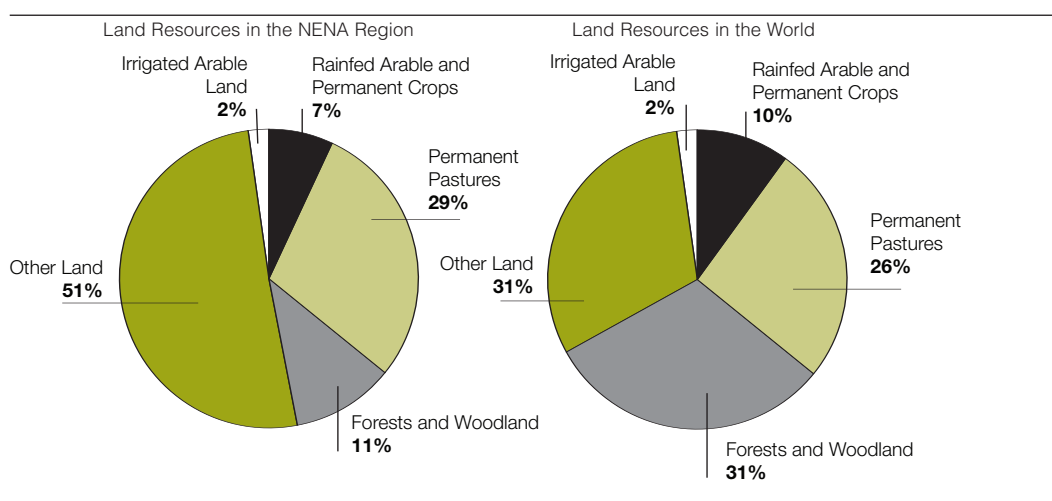 Land Resources in the NENA Region
Irrigated Arable
Land
2%
Rainfed Arable and
Permanent Crops
7%
Permanent
Pastures
29%
Other Land
51%
Forests and Woodland
11%
Land Resources in the World
Irrigated Arable
Land
2%
Rainfed Arable and
Permanent Crops
10%
Permanent
Pastures
26%
Other Land
31%
Forests and Woodland
31%